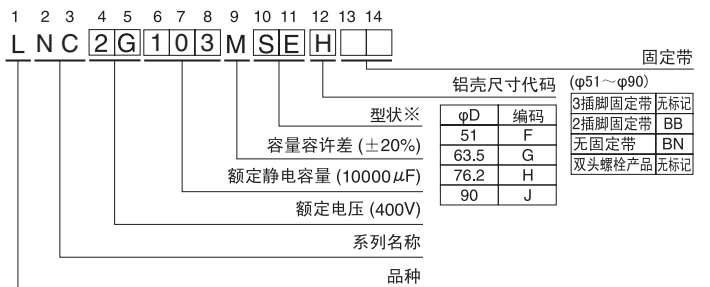 1 2 3 4 5 6 7 8 9 10 11 12 13 14
L N C 2 G 1 0 3 M S E H
固定带
铝壳尺寸代码 (φ51～φ90)
型状※
容量容许差 (±20%)
额定静电容量 (10000μF)
额定电压 (400V)
系列名称
品种
φD 编码
51 F
63.5 G
76.2 H
90 J
3插脚固定带 无标记
2插脚固定带 BB
无固定带 BN
双头螺栓产品 无标记